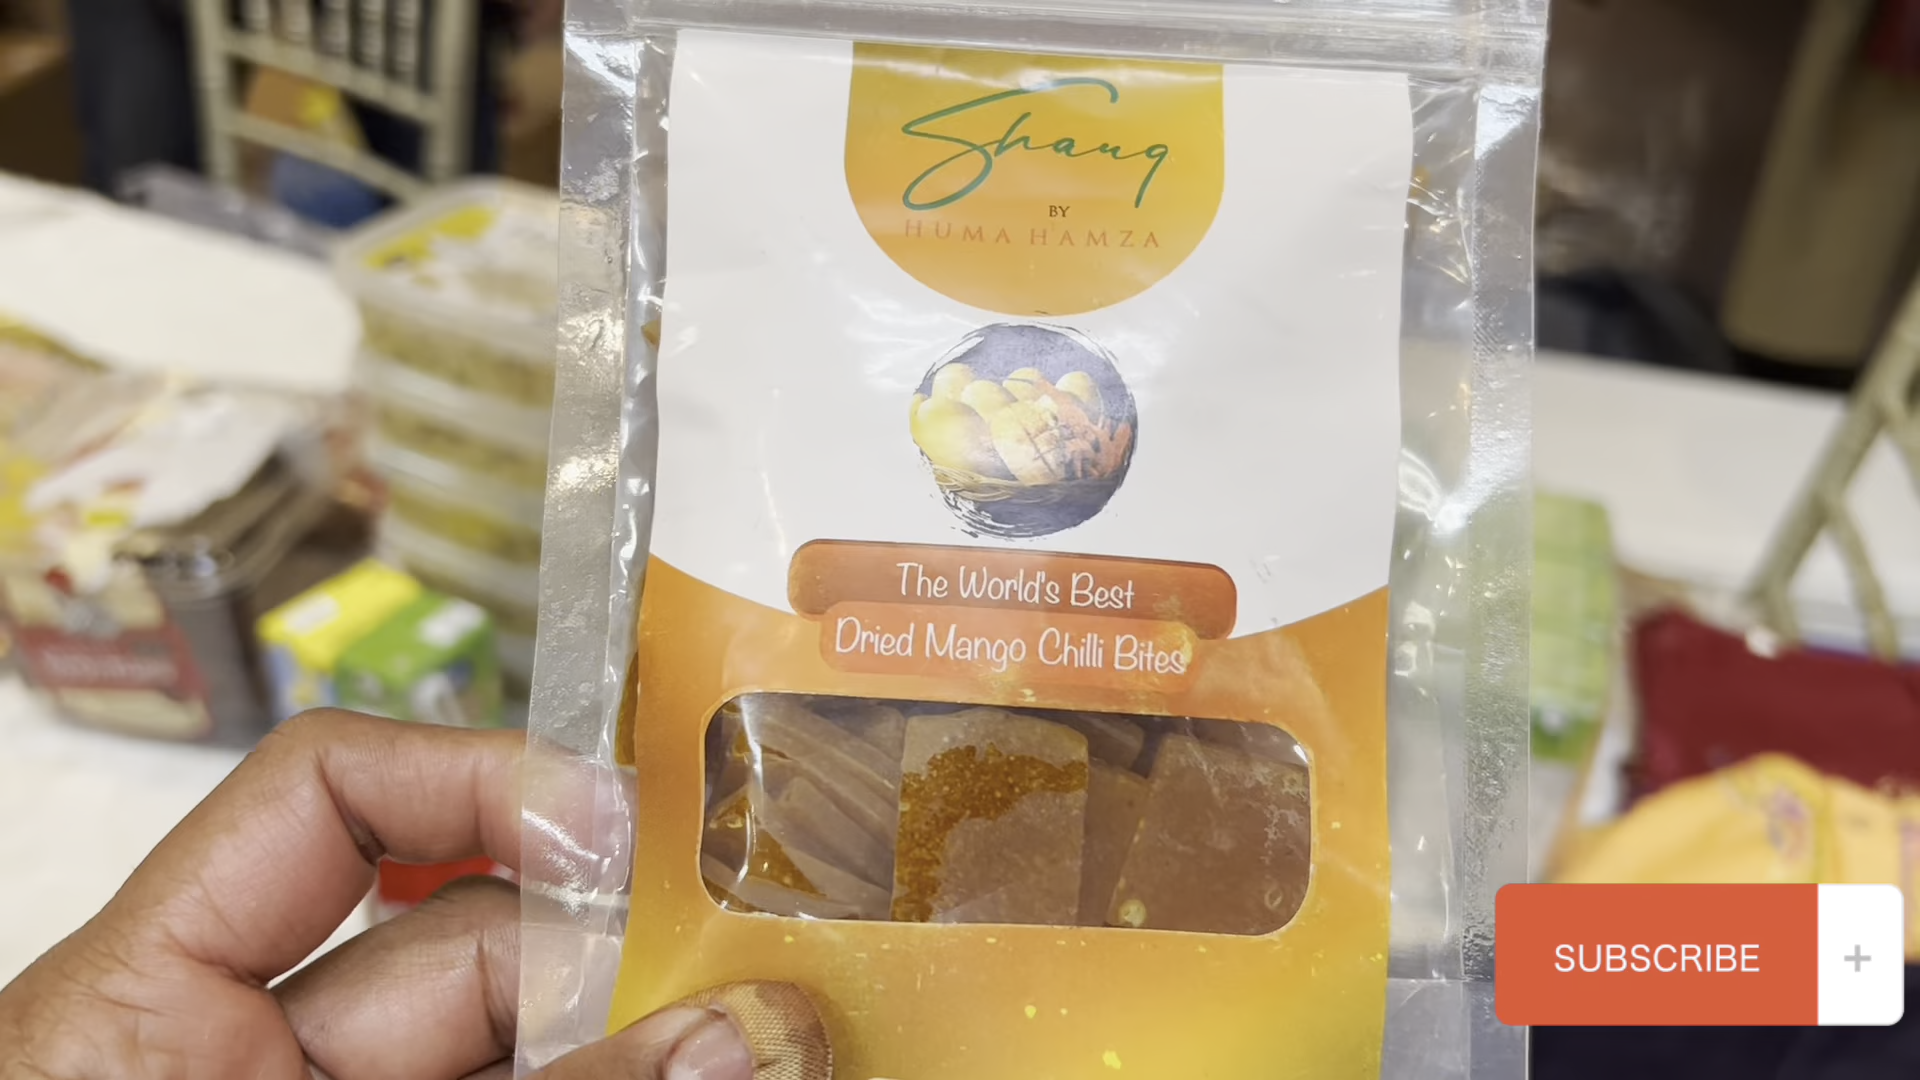 Shauq
BY
HUMA HAMZA
The World's Best
Dried Mango Chilli Bites
SUBSCRIBE